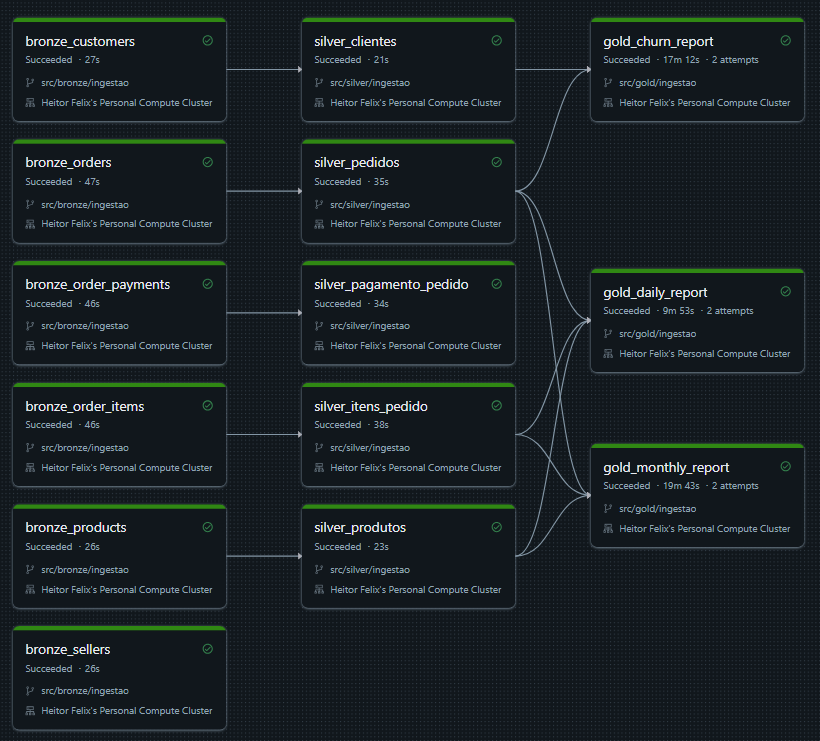 bronze_customers
Succeeded · 27s
src/bronze/ingestao
Heitor Felix's Personal Compute Cluster
bronze_orders
Succeeded · 47s
src/bronze/ingestao
Heitor Felix's Personal Compute Cluster
bronze_order_payments
Succeeded · 46s
src/bronze/ingestao
Heitor Felix's Personal Compute Cluster
bronze_order_items
Succeeded · 46s
src/bronze/ingestao
Heitor Felix's Personal Compute Cluster
bronze_products
Succeeded · 26s
src/bronze/ingestao
Heitor Felix's Personal Compute Cluster
bronze_sellers
Succeeded · 26s
src/bronze/ingestao
Heitor Felix's Personal Compute Cluster
silver_clientes
Succeeded · 21s
src/silver/ingestao
Heitor Felix's Personal Compute Cluster
silver_pedidos
Succeeded · 35s
src/silver/ingestao
Heitor Felix's Personal Compute Cluster
silver_pagamento_pedido
Succeeded · 34s
src/silver/ingestao
Heitor Felix's Personal Compute Cluster
silver_itens_pedido
Succeeded · 38s
src/silver/ingestao
Heitor Felix's Personal Compute Cluster
silver_produtos
Succeeded · 23s
src/silver/ingestao
Heitor Felix's Personal Compute Cluster
gold_churn_report
Succeeded · 17m 12s · 2 attempts
src/gold/ingestao
Heitor Felix's Personal Compute Cluster
gold_daily_report
Succeeded · 9m 53s · 2 attempts
src/gold/ingestao
Heitor Felix's Personal Compute Cluster
gold_monthly_report
Succeeded · 19m 43s · 2 attempts
src/gold/ingestao
Heitor Felix's Personal Compute Cluster